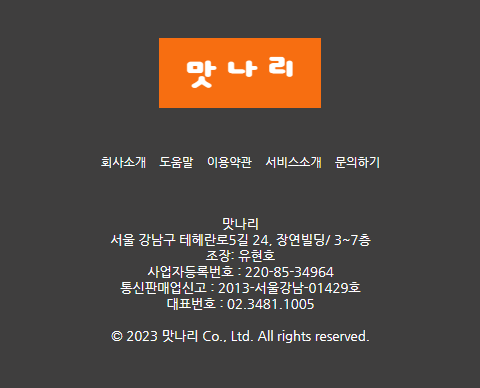 맛나리
회사소개 도움말 이용약관 서비스소개 문의하기
맛나리
서울 강남구 테헤란로5길 24, 장연빌딩/ 3~7층
조장: 유현호
사업자등록번호 : 220-85-34964
통신판매업신고 : 2013-서울강남-01429호
대표번호 : 02.3481.1005
© 2023 맛나리 Co., Ltd. All rights reserved.